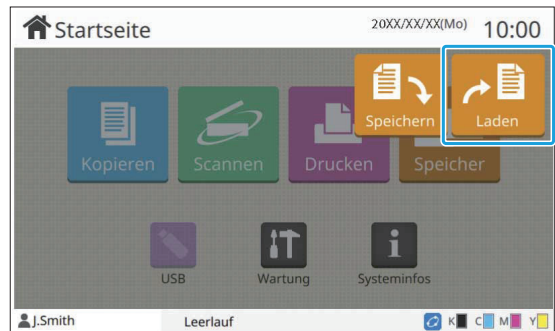 Startseite
20XX/XX/XX(Mo)
10:00
Speichern
Laden
Kopieren
Scannen
Drucken
Speicher
USB
Wartung
Systeminfos
J.Smith
Leerlauf
K C M Y